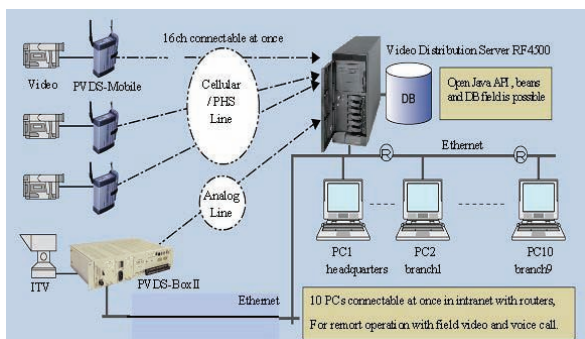 16ch connectable at once
Video Distribution Server RF4500
Video
PVDS-Mobile
Cellular
/PHS
Line
DB
Open Java API, beans
and DB field is possible
Ethernet
R
R
Analog
Line
PC1
headquarters
PC2
branch1
PC10
branch9
ITV
PVDS-Box II
Ethernet
10 PCs connectable at once in intranet with routers,
For remort operation with field video and voice call.